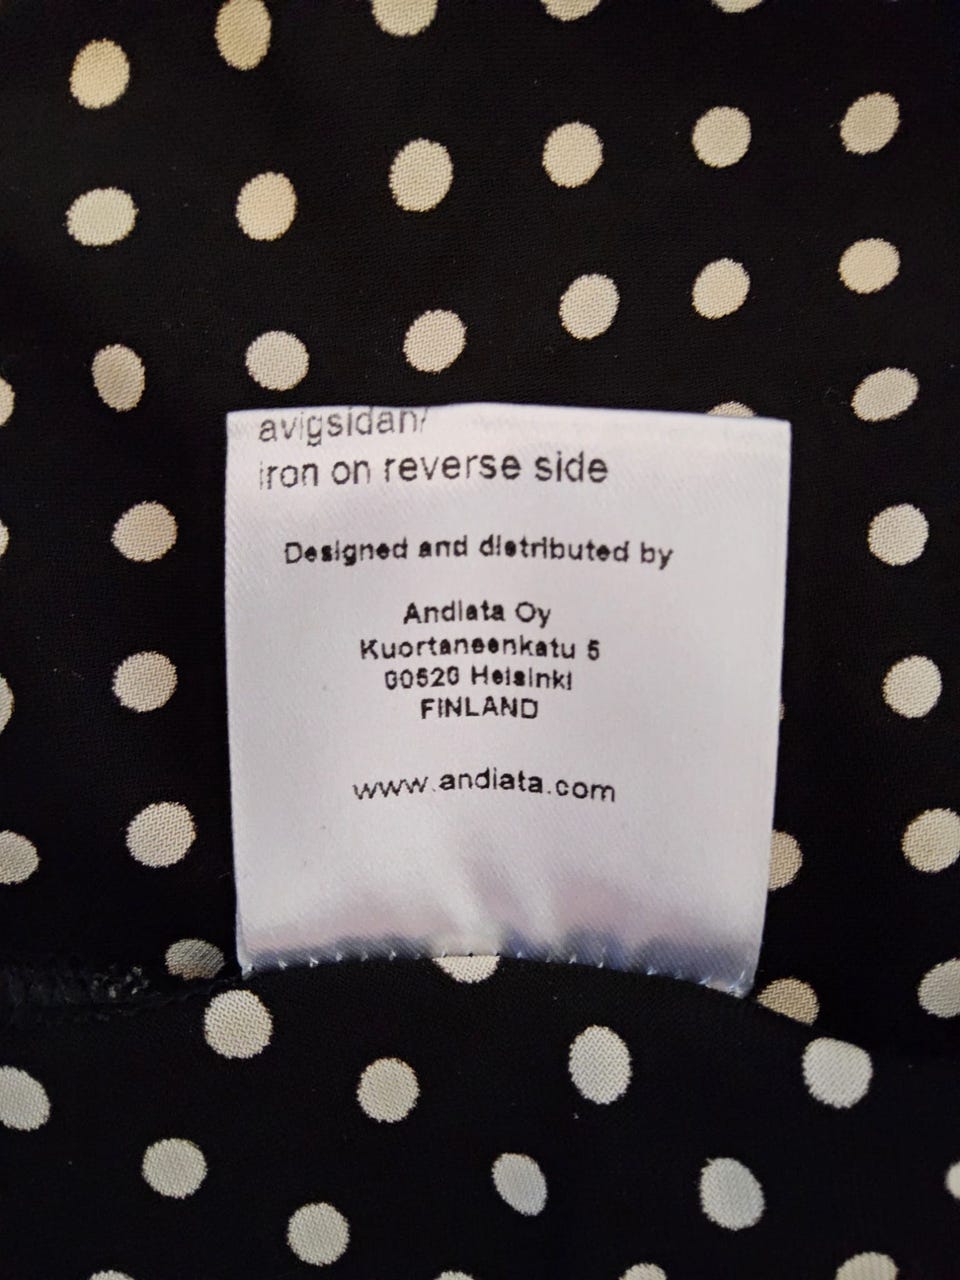 avigsidan/
iron on reverse side
Designed and distributed by
Andiata Oy
Kuortaneenkatu 5
00520 Helsinki
FINLAND
www.andiata.com